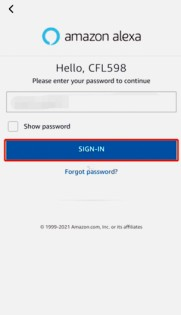 amazon alexa
Hello, CFL598
Please enter your password to continue
Show password
SIGN-IN
Forgot password?
© 1999-2021 Amazon.com, Inc. or its affiliates